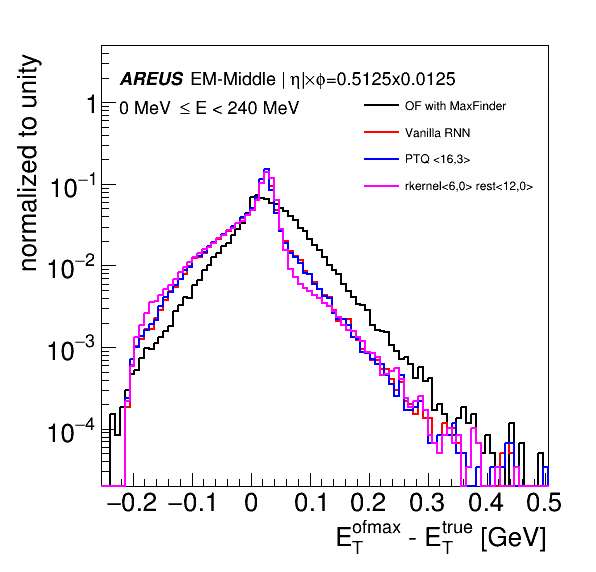 normalized to unity
AREUS EM-Middle | η|×ϕ=0.5125x0.0125
0 MeV ≤ E < 240 MeV
OF with MaxFinder
Vanilla RNN
PTQ <16,3>
rkernel<6,0> rest<12,0>
1
10⁻¹
10⁻²
10⁻³
10⁻⁴
−0.2 −0.1 0 0.1 0.2 0.3 0.4 0.5
E_T^ofmax - E_T^true [GeV]